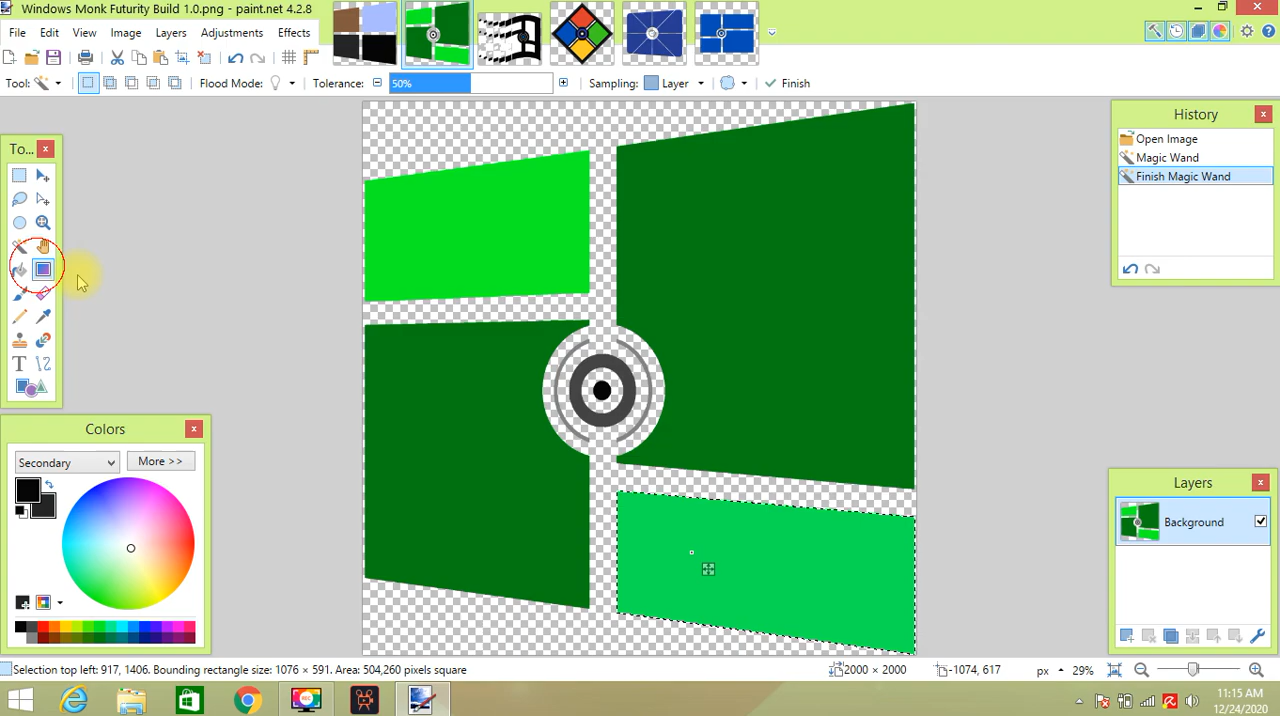 Windows Monk Futurity Build 1.0.png - paint.net 4.2.8
File Edit View Image Layers Adjustments Effects
Tool: Flood Mode: Tolerance: 50% Sampling: Layer Finish
To...
History
Open Image
Magic Wand
Finish Magic Wand
Colors
Secondary More >>
Layers
Background
Selection top left: 917, 1406. Bounding rectangle size: 1076 × 591. Area: 504,260 pixels square 2000 × 2000 -1074, 617 px 29%
REC
11:15 AM
12/24/2020